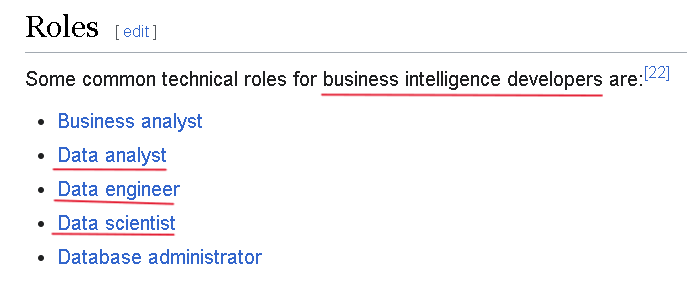 Roles [ edit ]
Some common technical roles for business intelligence developers are:[22]
• Business analyst
• Data analyst
• Data engineer
• Data scientist
• Database administrator